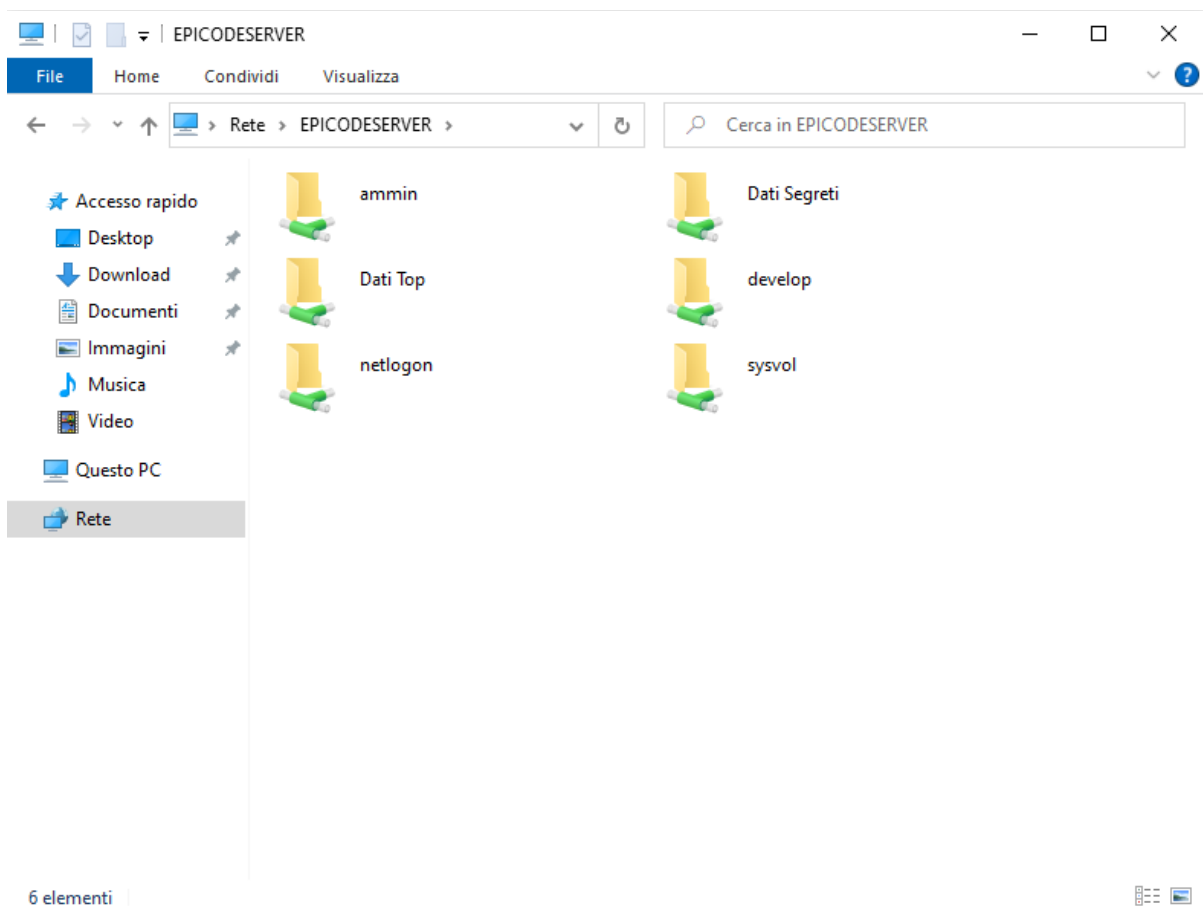 EPICODESERVER
File Home Condividi Visualizza
Rete EPICODESERVER
Cerca in EPICODESERVER
Accesso rapido
Desktop
Download
Documenti
Immagini
Musica
Video
Questo PC
Rete
ammin
Dati Segreti
Dati Top
develop
netlogon
sysvol
6 elementi